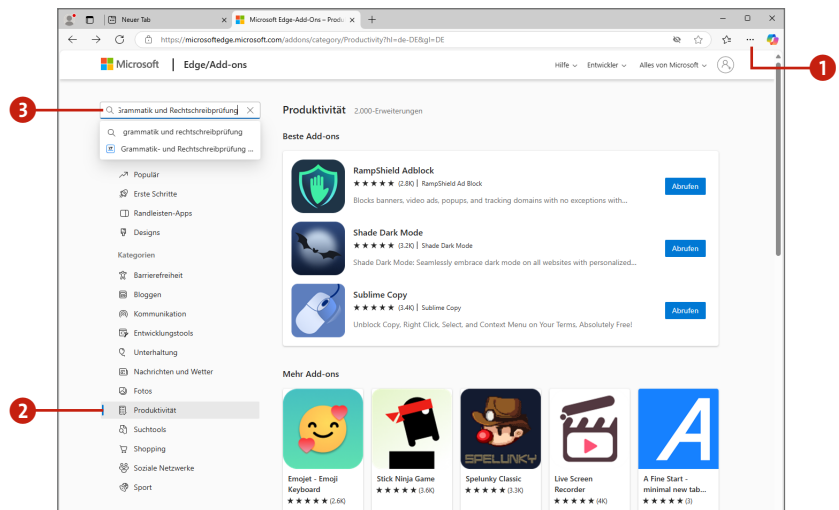 Neuer Tab
Microsoft Edge-Add-Ons – Produ
https://microsoftedge.microsoft.com/addons/category/Productivity?hl=de-DE&gl=DE
Microsoft | Edge/Add-ons
Hilfe Entwickler Alles von Microsoft
1
3
Grammatik und Rechtschreibprüfung
grammatik und rechtschreibprüfung
Grammatik- und Rechtschreibprüfung ...
Populär
Erste Schritte
Randleisten-Apps
Designs
Kategorien
Barrierefreiheit
Bloggen
Kommunikation
Entwicklungstools
Unterhaltung
Nachrichten und Wetter
Fotos
2
Produktivität
Suchtools
Shopping
Soziale Netzwerke
Sport
Produktivität 2.000-Erweiterungen
Beste Add-ons
RampShield Adblock
★★★★★ (2.8K) | RampShield Ad Block
Blocks banners, video ads, popups, and tracking domains with no exceptions with...
Abrufen
Shade Dark Mode
★★★★★ (3.2K) | Shade Dark Mode
Shade Dark Mode: Seamlessly embrace dark mode on all websites with personalized...
Abrufen
Sublime Copy
★★★★★ (3.4K) | Sublime Copy
Unblock Copy, Right Click, Select, and Context Menu on Your Terms, Absolutely Free!
Abrufen
Mehr Add-ons
Emojet - Emoji
Keyboard
★★★★★ (2.6K)
Stick Ninja Game
★★★★★ (3.6K)
SPELUNKY
Spelunky Classic
★★★★★ (3.3K)
Live Screen
Recorder
★★★★★ (4K)
A
A Fine Start -
minimal new tab...
★★★★★ (3)